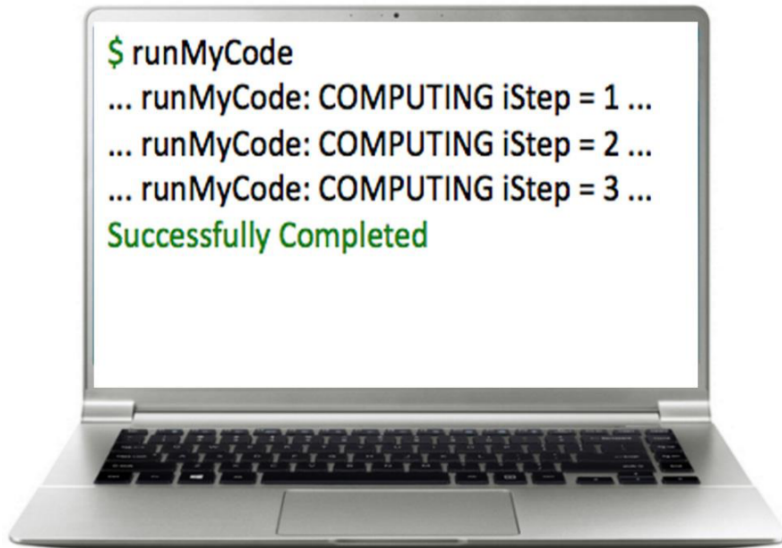 $ runMyCode
... runMyCode: COMPUTING iStep = 1 ...
... runMyCode: COMPUTING iStep = 2 ...
... runMyCode: COMPUTING iStep = 3 ...
Successfully Completed